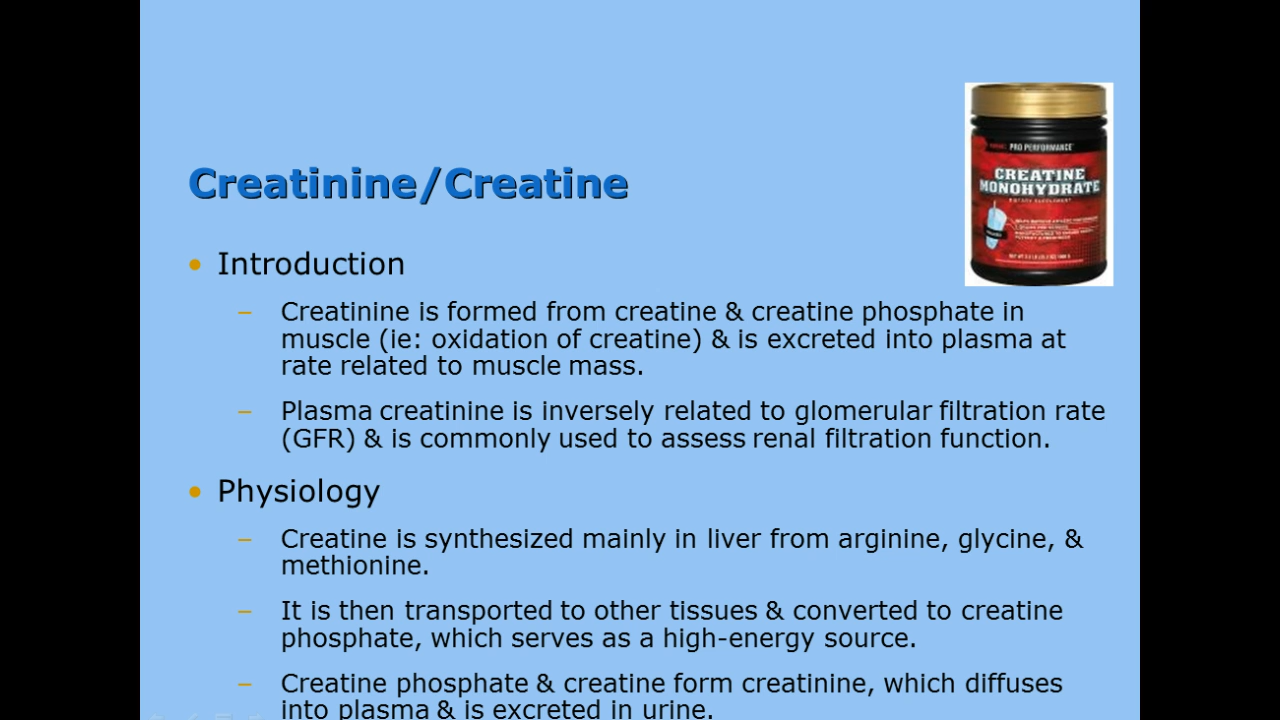 PRO PERFORMANCE
CREATINE
MONOHYDRATE
DIETARY SUPPLEMENT
Creatinine/Creatine
• Introduction
– Creatinine is formed from creatine & creatine phosphate in
muscle (ie: oxidation of creatine) & is excreted into plasma at
rate related to muscle mass.
– Plasma creatinine is inversely related to glomerular filtration rate
(GFR) & is commonly used to assess renal filtration function.
• Physiology
– Creatine is synthesized mainly in liver from arginine, glycine, &
methionine.
– It is then transported to other tissues & converted to creatine
phosphate, which serves as a high-energy source.
– Creatine phosphate & creatine form creatinine, which diffuses
into plasma & is excreted in urine.